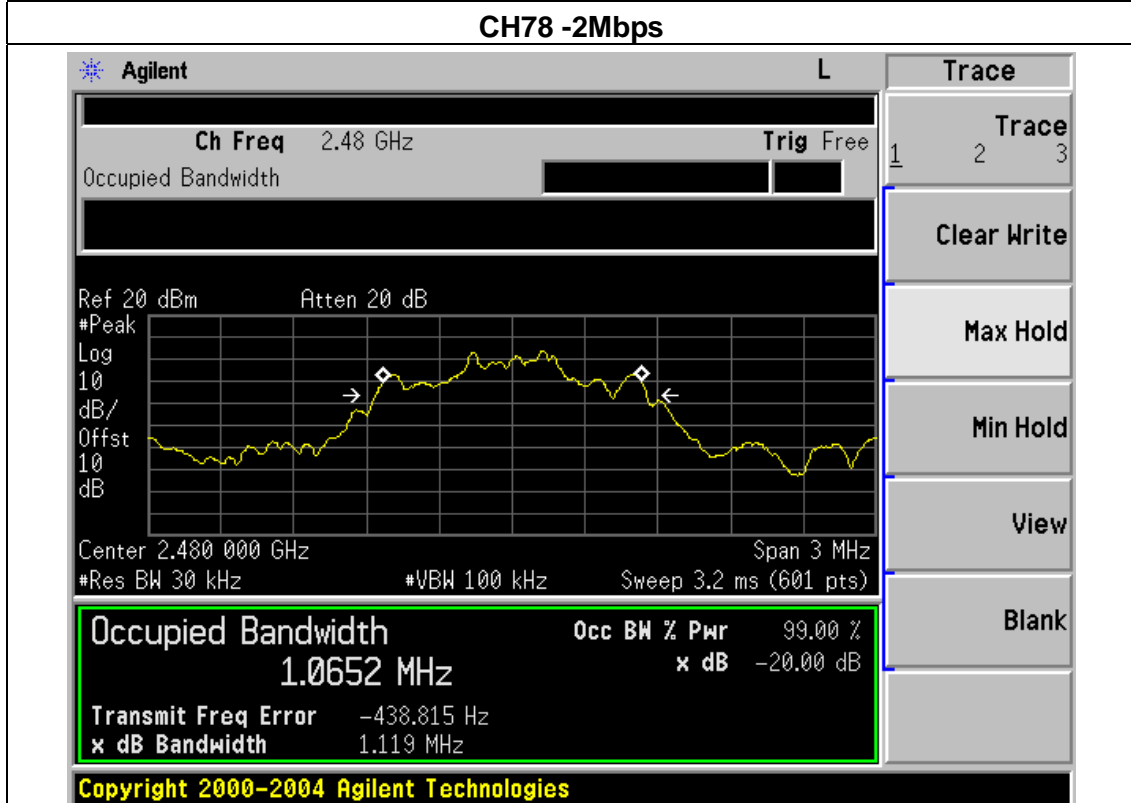 CH78 -2Mbps
Agilent L Trace
Ch Freq 2.48 GHz Trig Free
Occupied Bandwidth
Trace
1 2 3
Clear Write
Max Hold
Min Hold
View
Blank
Ref 20 dBm Atten 20 dB
#Peak
Log
10
dB/
Offst
10
dB
Center 2.480 000 GHz Span 3 MHz
#Res BW 30 kHz #VBW 100 kHz Sweep 3.2 ms (601 pts)
Occupied Bandwidth Occ BW % Pwr 99.00 %
1.0652 MHz x dB -20.00 dB
Transmit Freq Error -438.815 Hz
x dB Bandwidth 1.119 MHz
Copyright 2000-2004 Agilent Technologies